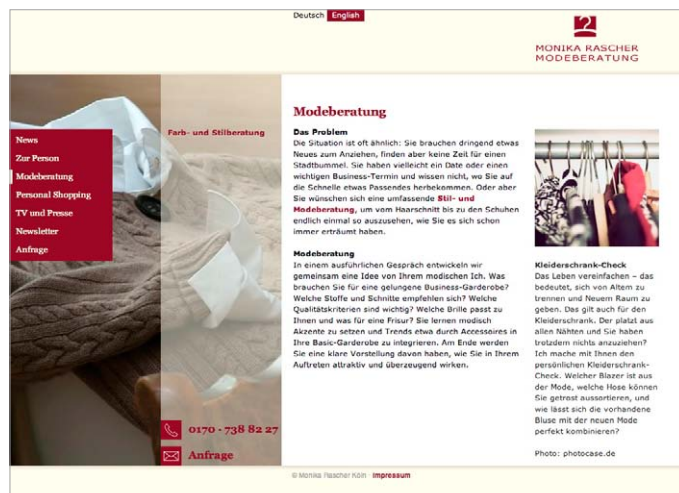 Deutsch English
MONIKA RASCHER
MODEBERATUNG
News
Zur Person
Modeberatung
Personal Shopping
TV und Presse
Newsletter
Anfrage
Farb- und Stilberatung
0170 - 738 82 27
Anfrage
Modeberatung
Das Problem
Die Situation ist oft ähnlich: Sie brauchen dringend etwas
Neues zum Anziehen, finden aber keine Zeit für einen
Stadtbummel. Sie haben vielleicht ein Date oder einen
wichtigen Business-Termin und wissen nicht, wo Sie auf
die Schnelle etwas Passendes herbekommen. Oder aber
Sie wünschen sich eine umfassende Stil- und
Modeberatung, um vom Haarschnitt bis zu den Schuhen
endlich einmal so auszusehen, wie Sie es sich schon
immer erträumt haben.
Modeberatung
In einem ausführlichen Gespräch entwickeln wir
gemeinsam eine Idee von Ihrem modischen Ich. Was
brauchen Sie für eine gelungene Business-Garderobe?
Welche Stoffe und Schnitte empfehlen sich? Welche
Qualitätskriterien sind wichtig? Welche Brille passt zu
Ihnen und was für eine Frisur? Sie lernen modisch
Akzente zu setzen und Trends etwa durch Accessoires in
Ihre Basic-Garderobe zu integrieren. Am Ende werden
Sie eine klare Vorstellung davon haben, wie Sie in Ihrem
Auftreten attraktiv und überzeugend wirken.
Kleiderschrank-Check
Das Leben vereinfachen – das
bedeutet, sich von Altem zu
trennen und Neuem Raum zu
geben. Das gilt auch für den
Kleiderschrank. Der platzt aus
allen Nähten und Sie haben
trotzdem nichts anzuziehen?
Ich mache mit Ihnen den
persönlichen Kleiderschrank-
Check. Welcher Blazer ist aus
der Mode, welche Hose können
Sie getrost aussortieren, und
wie lässt sich die vorhandene
Bluse mit der neuen Mode
perfekt kombinieren?
Photo: photocase.de
© Monika Rascher Köln · Impressum